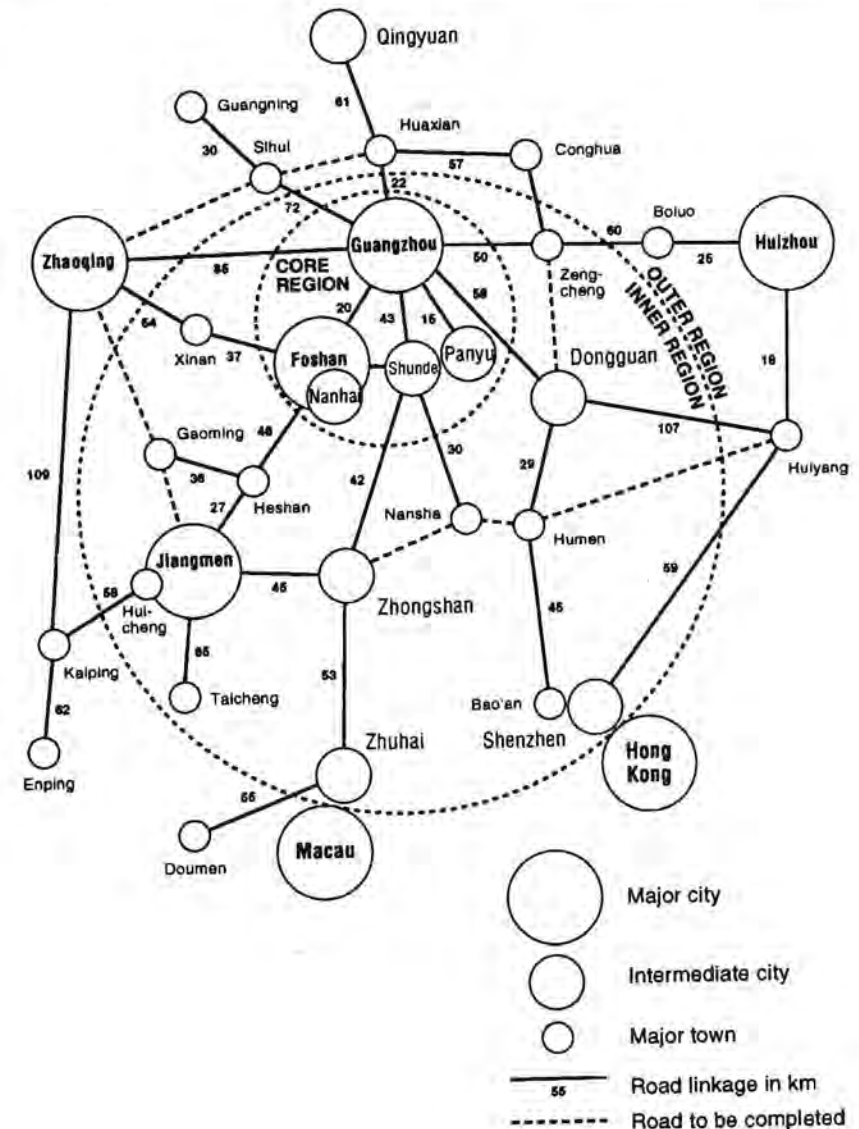 Qingyuan
61
Guangning
Huaxian
Conghua
30
Sihui
57
22
72
Boluo
Zhaoqing
Guangzhou
50
60
Huizhou
85
CORE
REGION
Zeng-
cheng
25
OUTER REGION
INNER REGION
20
43
15
58
54
Xinan
37
Foshan
Shunde
Panyu
Dongguan
18
Nanhai
48
Gaoming
107
109
36
42
30
29
Huiyang
27
Heshan
Nansha
Humen
Jiangmen
45
59
58
Hui-
cheng
Zhongshan
45
Kaiping
65
53
62
Taicheng
Bao'an
Shenzhen
Zhuhai
Hong
Kong
Enping
55
Doumen
Macau
Major city
Intermediate city
Major town
55
Road linkage in km
Road to be completed